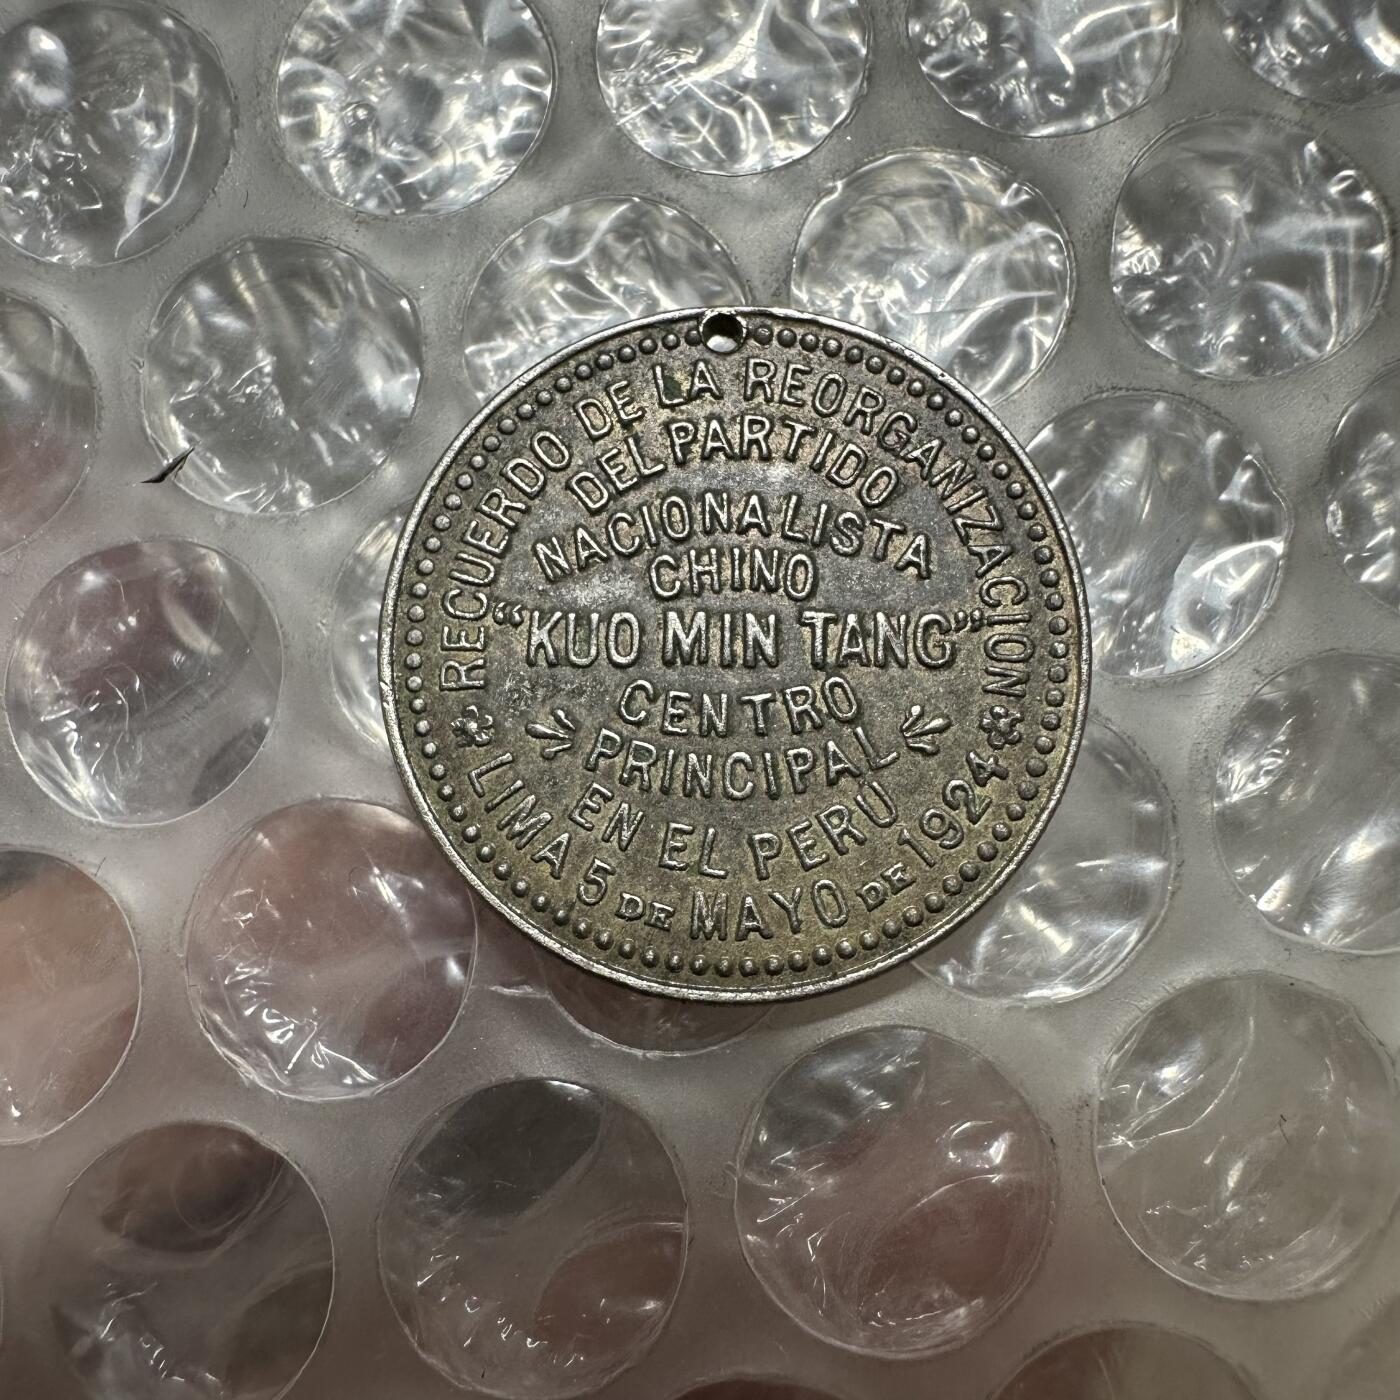 RECUERDO DE LA REORGANIZACION
DEL PARTIDO
NACIONALISTA
CHINO
“KUO MIN TANG”
CENTRO
PRINCIPAL
EN EL PERU
LIMA 5 DE MAYO DE 1924